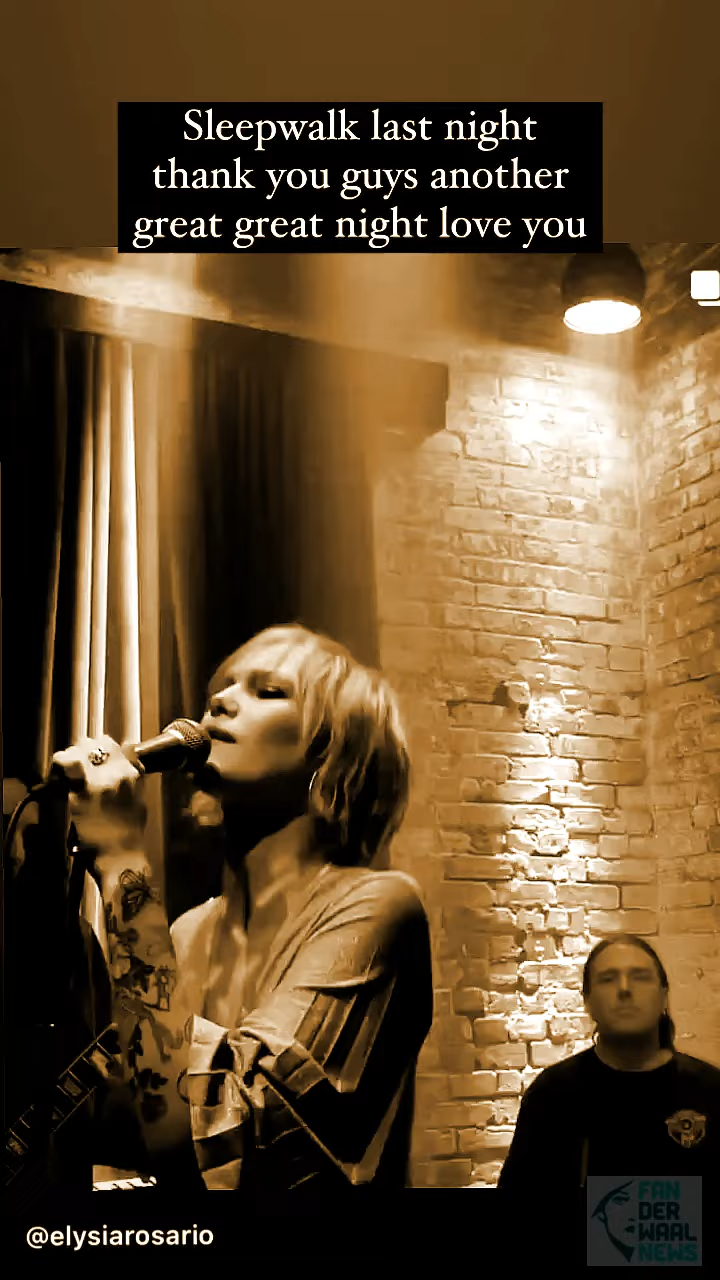 Sleepwalk last night
thank you guys another
great great night love you
@elysiarosario
FAN
DER
WAAL
NEWS